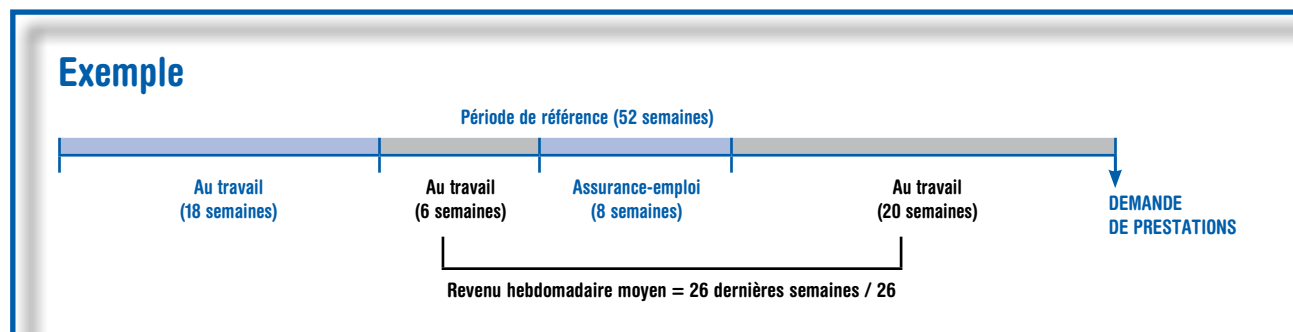 Exemple
Période de référence (52 semaines)
Au travail
(18 semaines)
Au travail
(6 semaines)
Assurance-emploi
(8 semaines)
Au travail
(20 semaines)
DEMANDE
DE PRESTATIONS
Revenu hebdomadaire moyen = 26 dernières semaines / 26